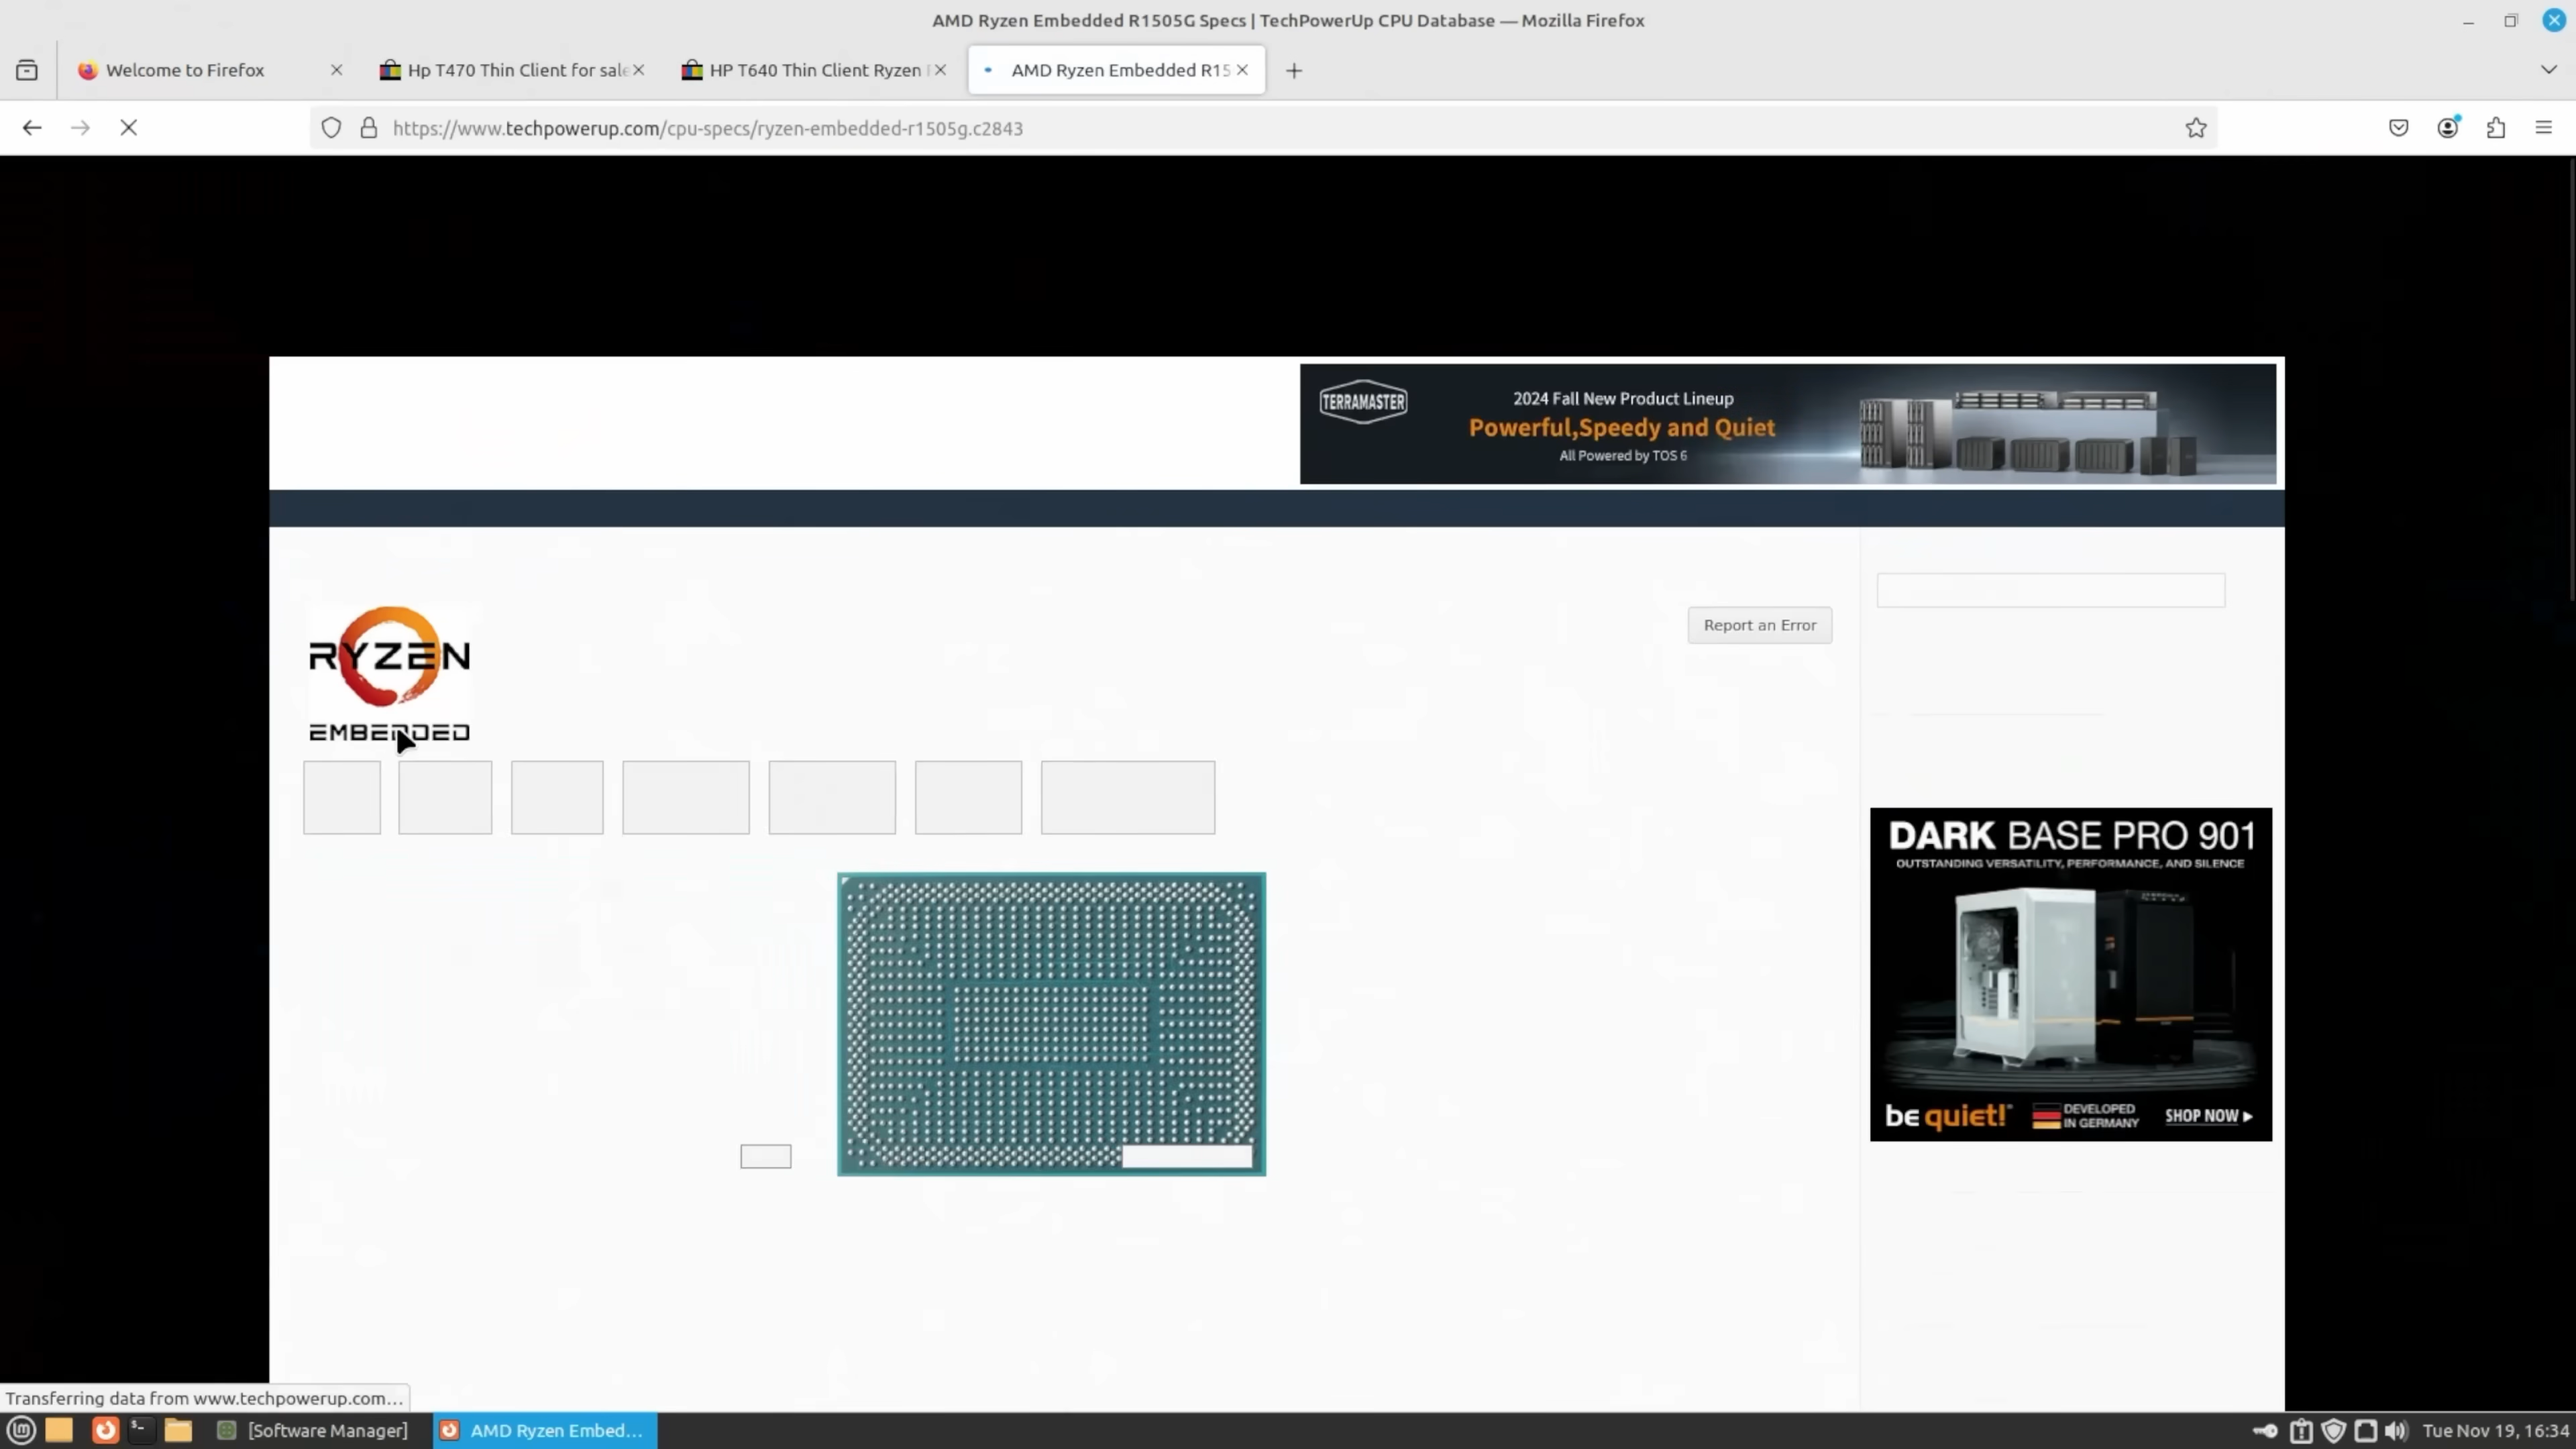 AMD Ryzen Embedded R1505G Specs | TechPowerUp CPU Database — Mozilla Firefox
Welcome to Firefox
Hp T470 Thin Client for sale
HP T640 Thin Client Ryzen
AMD Ryzen Embedded R15
https://www.techpowerup.com/cpu-specs/ryzen-embedded-r1505g.c2843
TERRAMASTER
2024 Fall New Product Lineup
Powerful,Speedy and Quiet
All Powered by TOS 6
RYZEN
EMBEDDED
Report an Error
DARK BASE PRO 901
OUTSTANDING VERSATILITY, PERFORMANCE, AND SILENCE
be quiet!
DEVELOPED
IN GERMANY
SHOP NOW
Transferring data from www.techpowerup.com…
[Software Manager]
AMD Ryzen Embed...
Tue Nov 19, 16:34